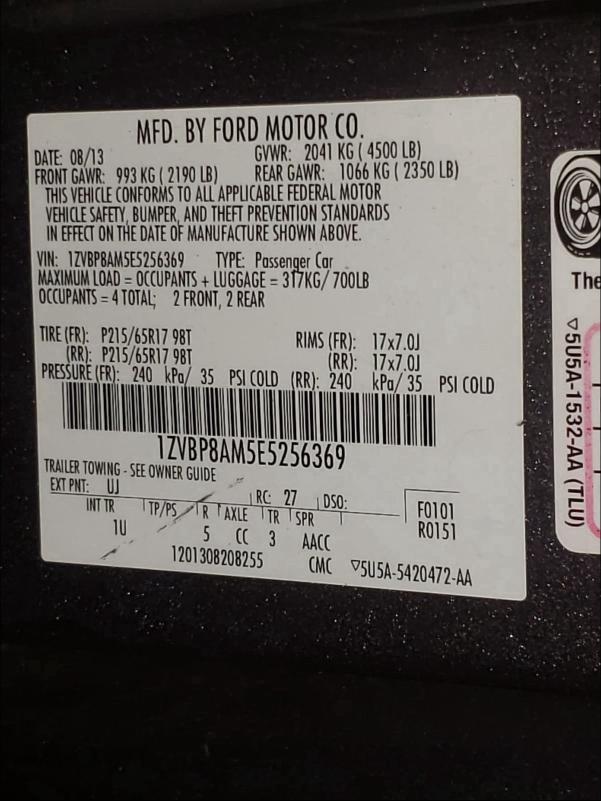 MFD. BY FORD MOTOR CO.
DATE: 08/13 GVWR: 2041 KG ( 4500 LB)
FRONT GAWR: 993 KG ( 2190 LB) REAR GAWR: 1066 KG ( 2350 LB)
THIS VEHICLE CONFORMS TO ALL APPLICABLE FEDERAL MOTOR
VEHICLE SAFETY, BUMPER, AND THEFT PREVENTION STANDARDS
IN EFFECT ON THE DATE OF MANUFACTURE SHOWN ABOVE.
VIN: 1ZVBP8AM5E5256369 TYPE: Passenger Car
MAXIMUM LOAD = OCCUPANTS + LUGGAGE = 317KG/ 700LB
OCCUPANTS = 4 TOTAL; 2 FRONT, 2 REAR
TIRE (FR): P215/65R17 98T RIMS (FR): 17x7.0J
(RR): P215/65R17 98T (RR): 17x7.0J
PRESSURE (FR): 240 kPa/ 35 PSI COLD (RR): 240 kPa/ 35 PSI COLD
1ZVBP8AM5E5256369
TRAILER TOWING - SEE OWNER GUIDE
EXT PNT: UJ RC: 27 DSO: F0101
INT TR TP/PS R AXLE TR SPR R0151
1U 5 CC 3 AACC
1201308208255 CMC ▽5U5A-5420472-AA
The
▽5U5A-1532-AA (TLU)